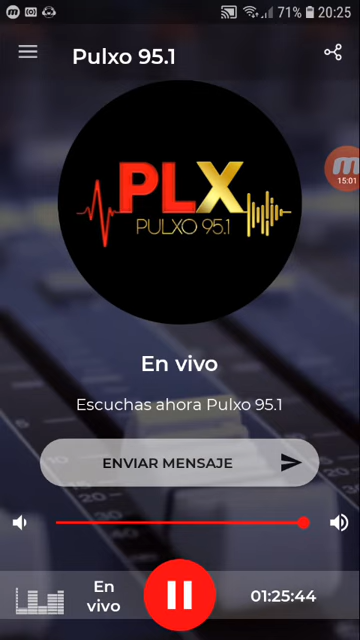 71% 20:25
Pulxo 95.1
15:01
PLX
PULXO 95.1
En vivo
Escuchas ahora Pulxo 95.1
ENVIAR MENSAJE
En
vivo
01:25:44